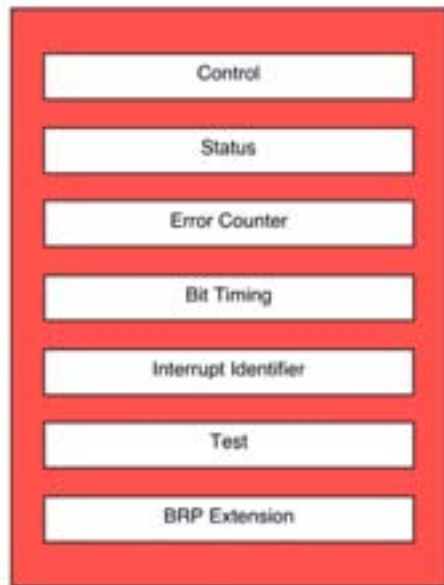 Control
Status
Error Counter
Bit Timing
Interrupt Identifier
Test
BRP Extension